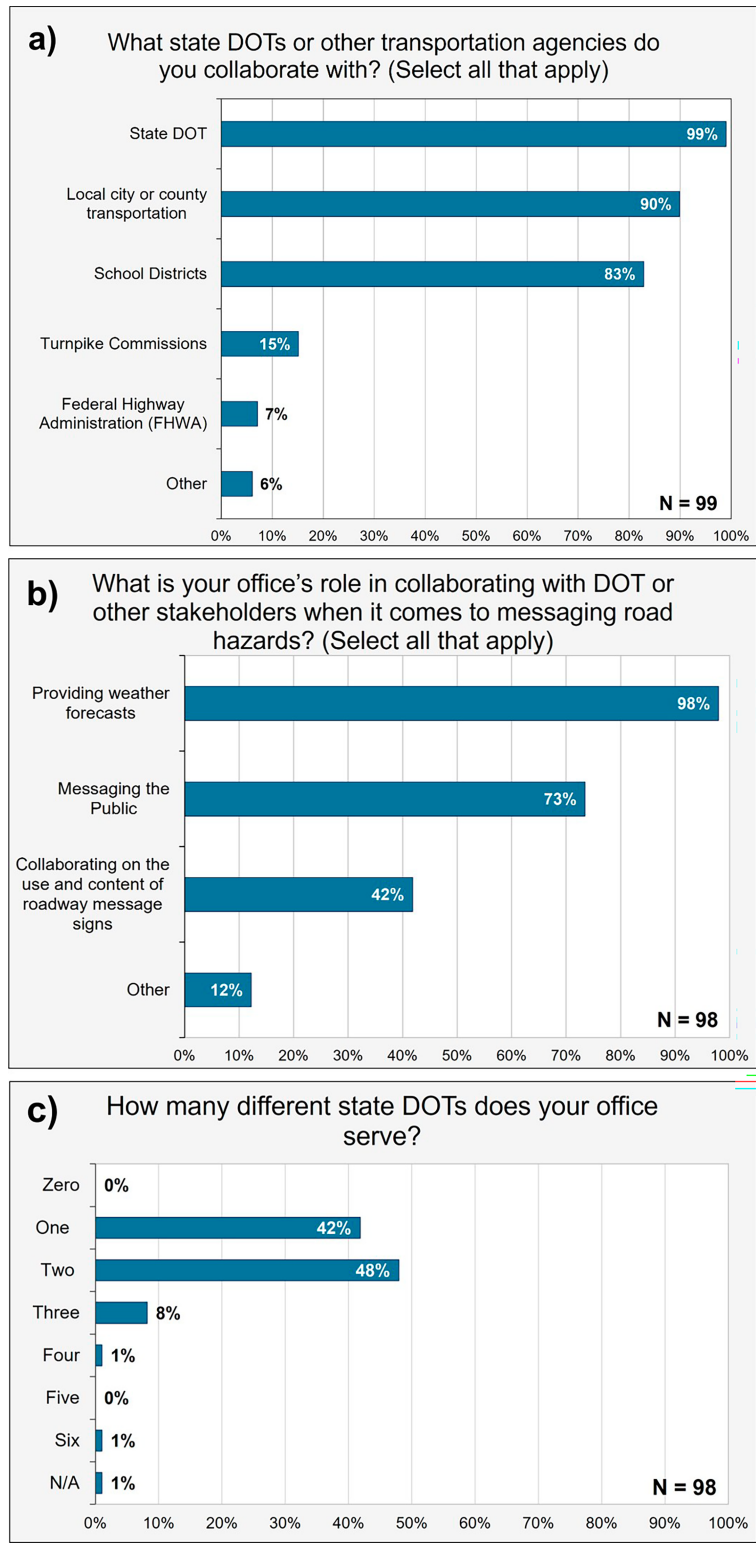 a)
What state DOTs or other transportation agencies do
you collaborate with? (Select all that apply)
State DOT
99%
Local city or county
transportation
90%
School Districts
83%
Turnpike Commissions
15%
Federal Highway
Administration (FHWA)
7%
Other
6%
N = 99
0% 10% 20% 30% 40% 50% 60% 70% 80% 90% 100%
b)
What is your office's role in collaborating with DOT or
other stakeholders when it comes to messaging road
hazards? (Select all that apply)
Providing weather
forecasts
98%
Messaging the
Public
73%
Collaborating on the
use and content of
roadway message
signs
42%
Other
12%
N = 98
0% 10% 20% 30% 40% 50% 60% 70% 80% 90% 100%
c)
How many different state DOTs does your office
serve?
Zero 0%
One 42%
Two 48%
Three 8%
Four 1%
Five 0%
Six 1%
N/A 1%
N = 98
0% 10% 20% 30% 40% 50% 60% 70% 80% 90% 100%